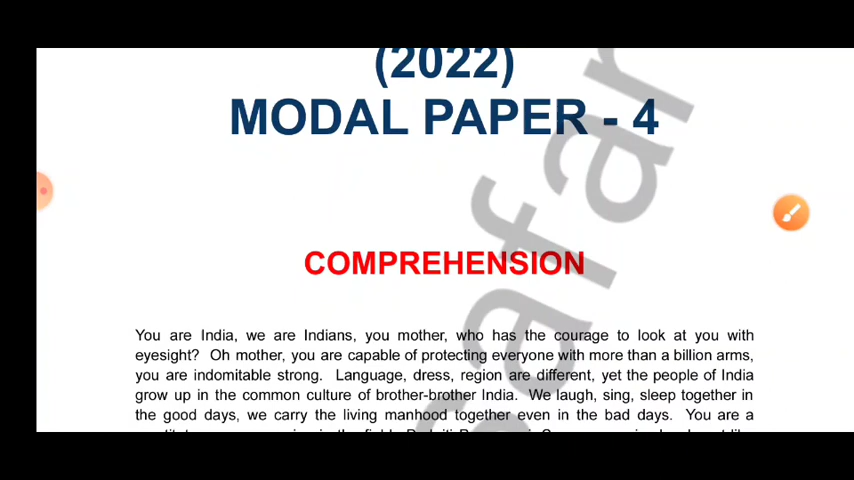 (2022)
MODAL PAPER - 4
COMPREHENSION
You are India, we are Indians, you mother, who has the courage to look at you with
eyesight? Oh mother, you are capable of protecting everyone with more than a billion arms,
you are indomitable strong. Language, dress, region are different, yet the people of India
grow up in the common culture of brother-brother India. We laugh, sing, sleep together in
the good days, we carry the living manhood together even in the bad days. You are a